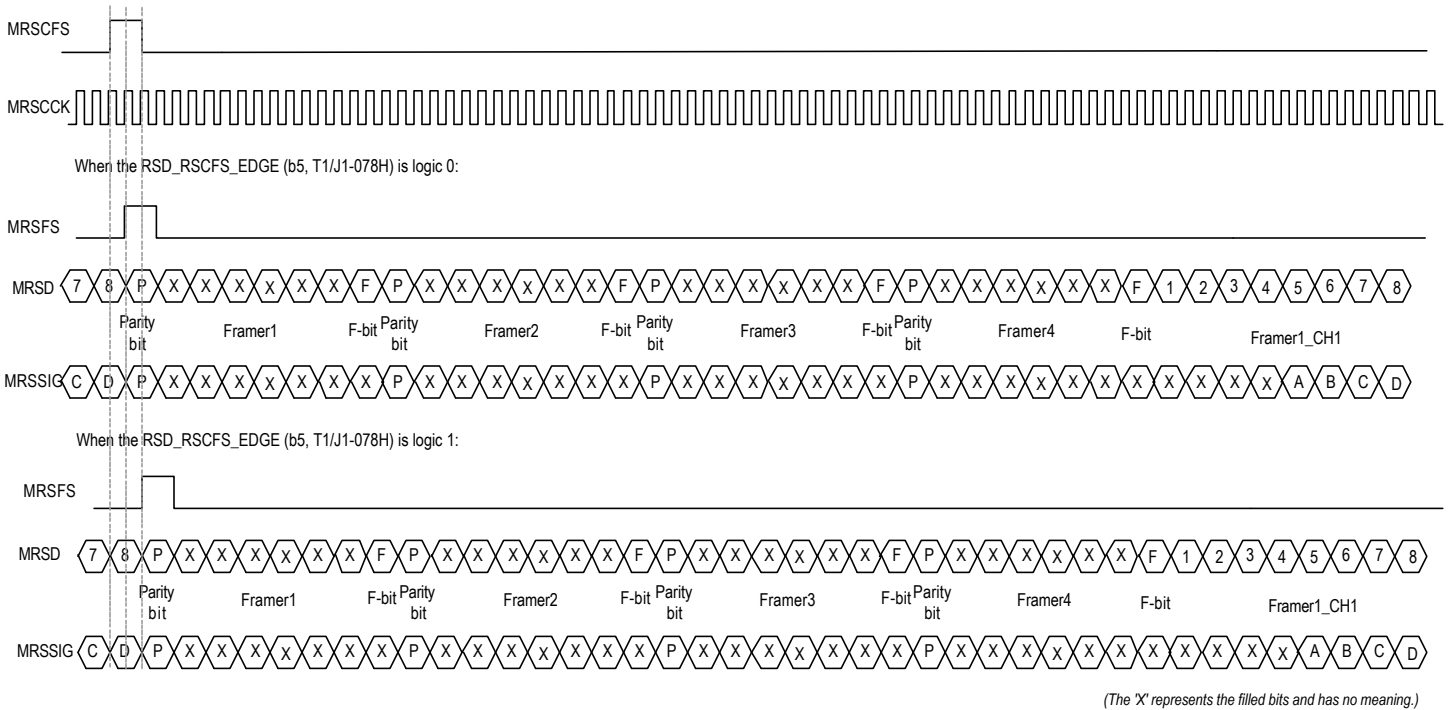 MRSCFS
MRSCCK
When the RSD_RSCFS_EDGE (b5, T1/J1-078H) is logic 0:
MRSFS
MRSD 7 8 P X X X X X X F P X X X X X X F P X X X X X X F P X X X X X X F 1 2 3 4 5 6 7 8
Parity bit Framer1 F-bit Parity bit Framer2 F-bit Parity bit Framer3 F-bit Parity bit Framer4 F-bit Framer1_CH1
MRSSIG C D P X X X X X X X P X X X X X X X P X X X X X X X P X X X X X X X X X X X A B C D
When the RSD_RSCFS_EDGE (b5, T1/J1-078H) is logic 1:
MRSFS
MRSD 7 8 P X X X X X X F P X X X X X X F P X X X X X X F P X X X X X X F 1 2 3 4 5 6 7 8
Parity bit Framer1 F-bit Parity bit Framer2 F-bit Parity bit Framer3 F-bit Parity bit Framer4 F-bit Framer1_CH1
MRSSIG C D P X X X X X X X P X X X X X X X P X X X X X X X P X X X X X X X X X X X A B C D
(The 'X' represents the filled bits and has no meaning.)